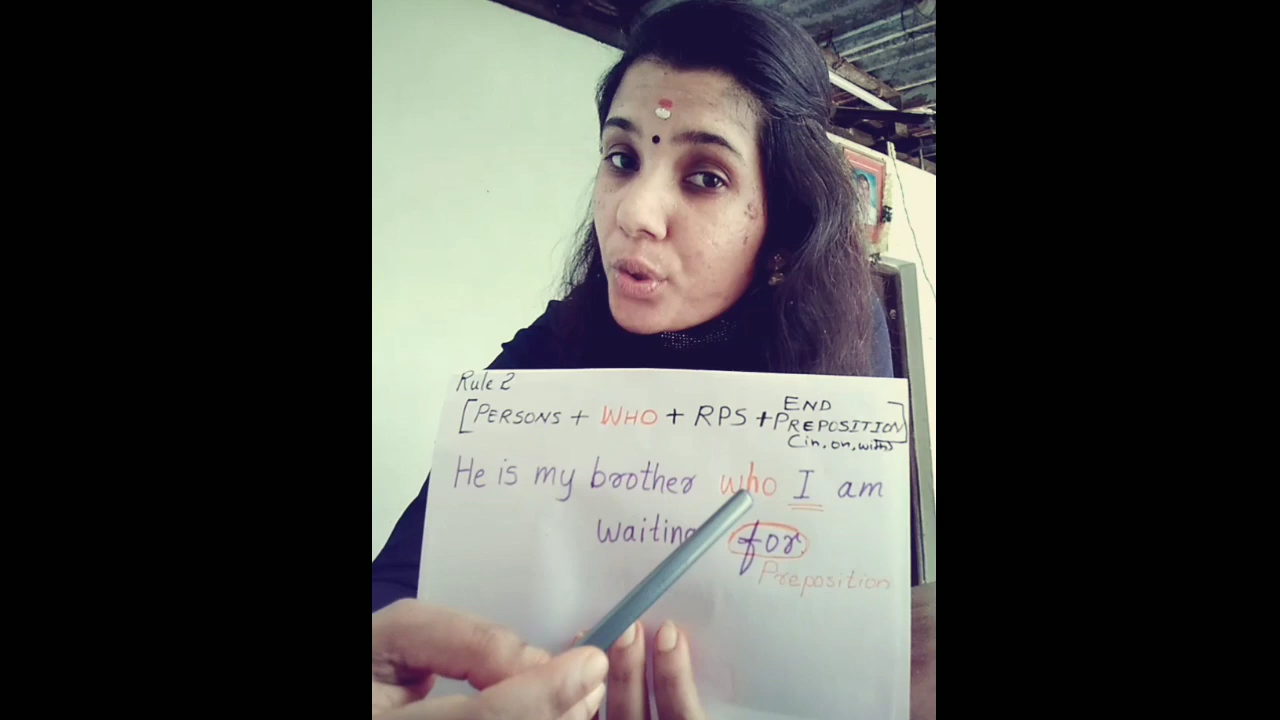 Rule 2
[PERSONS + WHO + RPS + END PREPOSITION]
(in, on, with)
He is my brother who I am
waiting for
Preposition